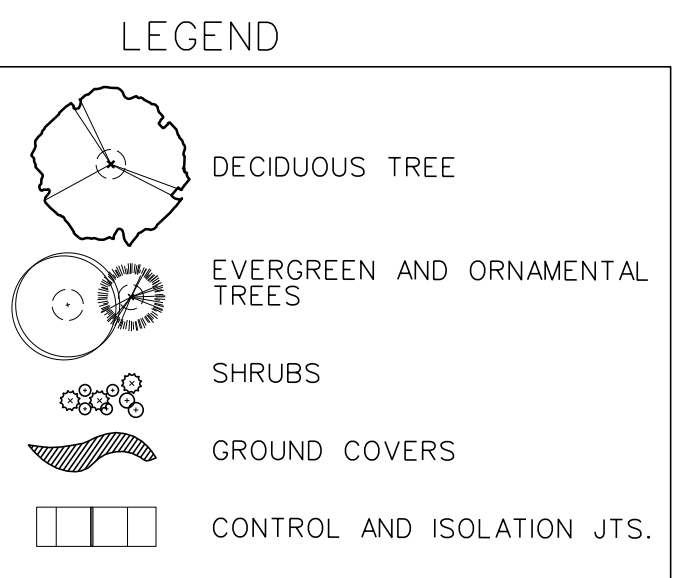 LEGEND
DECIDUOUS TREE
EVERGREEN AND ORNAMENTAL
TREES
SHRUBS
GROUND COVERS
CONTROL AND ISOLATION JTS.